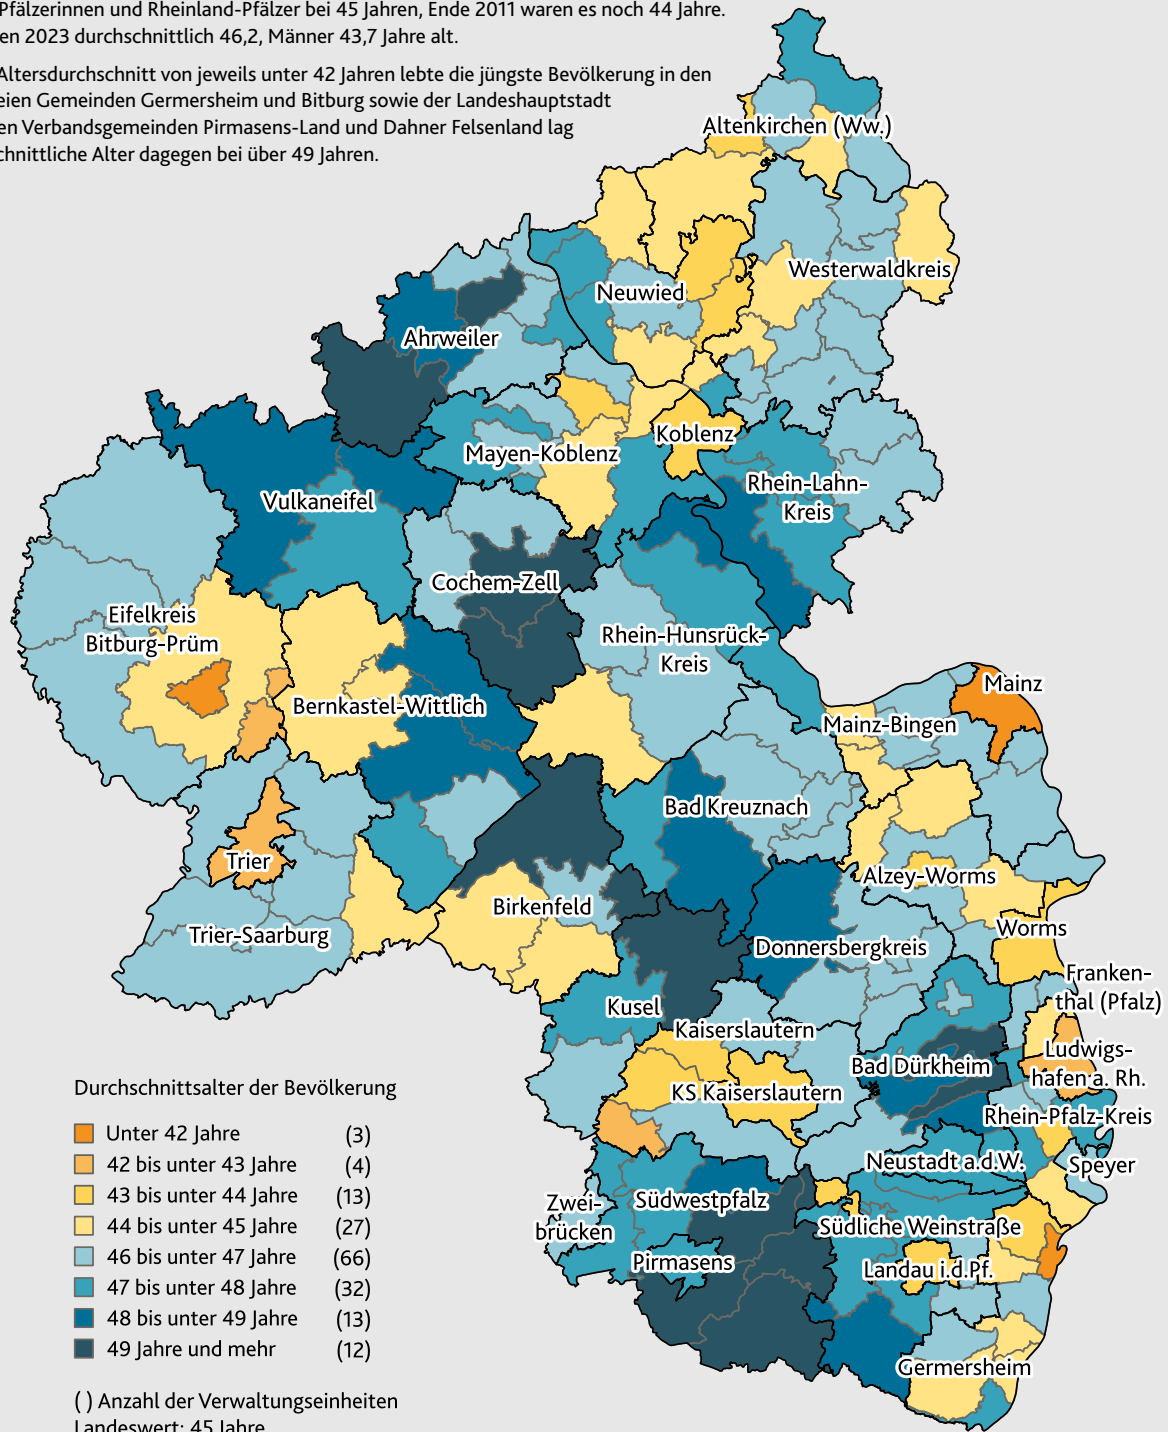 Pfälzerinnen und Rheinland-Pfälzer bei 45 Jahren, Ende 2011 waren es noch 44 Jahre.
en 2023 durchschnittlich 46,2, Männer 43,7 Jahre alt.
Altersdurchschnitt von jeweils unter 42 Jahren lebte die jüngste Bevölkerung in den
eien Gemeinden Germersheim und Bitburg sowie der Landeshauptstadt
en Verbandsgemeinden Pirmasens-Land und Dahner Felsenland lag
chnittliche Alter dagegen bei über 49 Jahren.
Altenkirchen (Ww.)
Westerwaldkreis
Neuwied
Ahrweiler
Koblenz
Mayen-Koblenz
Rhein-Lahn-
Kreis
Vulkaneifel
Cochem-Zell
Eifelkreis
Bitburg-Prüm
Rhein-Hunsrück-
Kreis
Mainz
Bernkastel-Wittlich
Mainz-Bingen
Bad Kreuznach
Trier
Alzey-Worms
Birkenfeld
Worms
Trier-Saarburg
Donnersbergkreis
Franken-
thal (Pfalz)
Kusel
Kaiserslautern
Ludwigs-
hafen a. Rh.
Bad Dürkheim
KS Kaiserslautern
Rhein-Pfalz-Kreis
Neustadt a.d.W.
Speyer
Südwestpfalz
Zwei-
brücken
Südliche Weinstraße
Pirmasens
Landau i.d.Pf.
Germersheim
Durchschnittsalter der Bevölkerung
Unter 42 Jahre (3)
42 bis unter 43 Jahre (4)
43 bis unter 44 Jahre (13)
44 bis unter 45 Jahre (27)
46 bis unter 47 Jahre (66)
47 bis unter 48 Jahre (32)
48 bis unter 49 Jahre (13)
49 Jahre und mehr (12)
( ) Anzahl der Verwaltungseinheiten
Landeswert: 45 Jahre